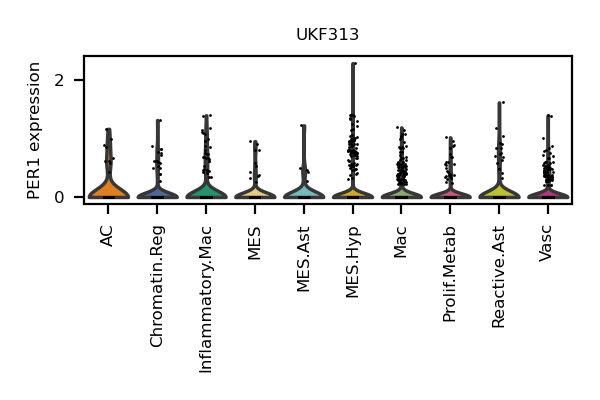 UKF313
PER1 expression
2
0
AC
Chromatin.Reg
Inflammatory.Mac
MES
MES.Ast
MES.Hyp
Mac
Prolif.Metab
Reactive.Ast
Vasc